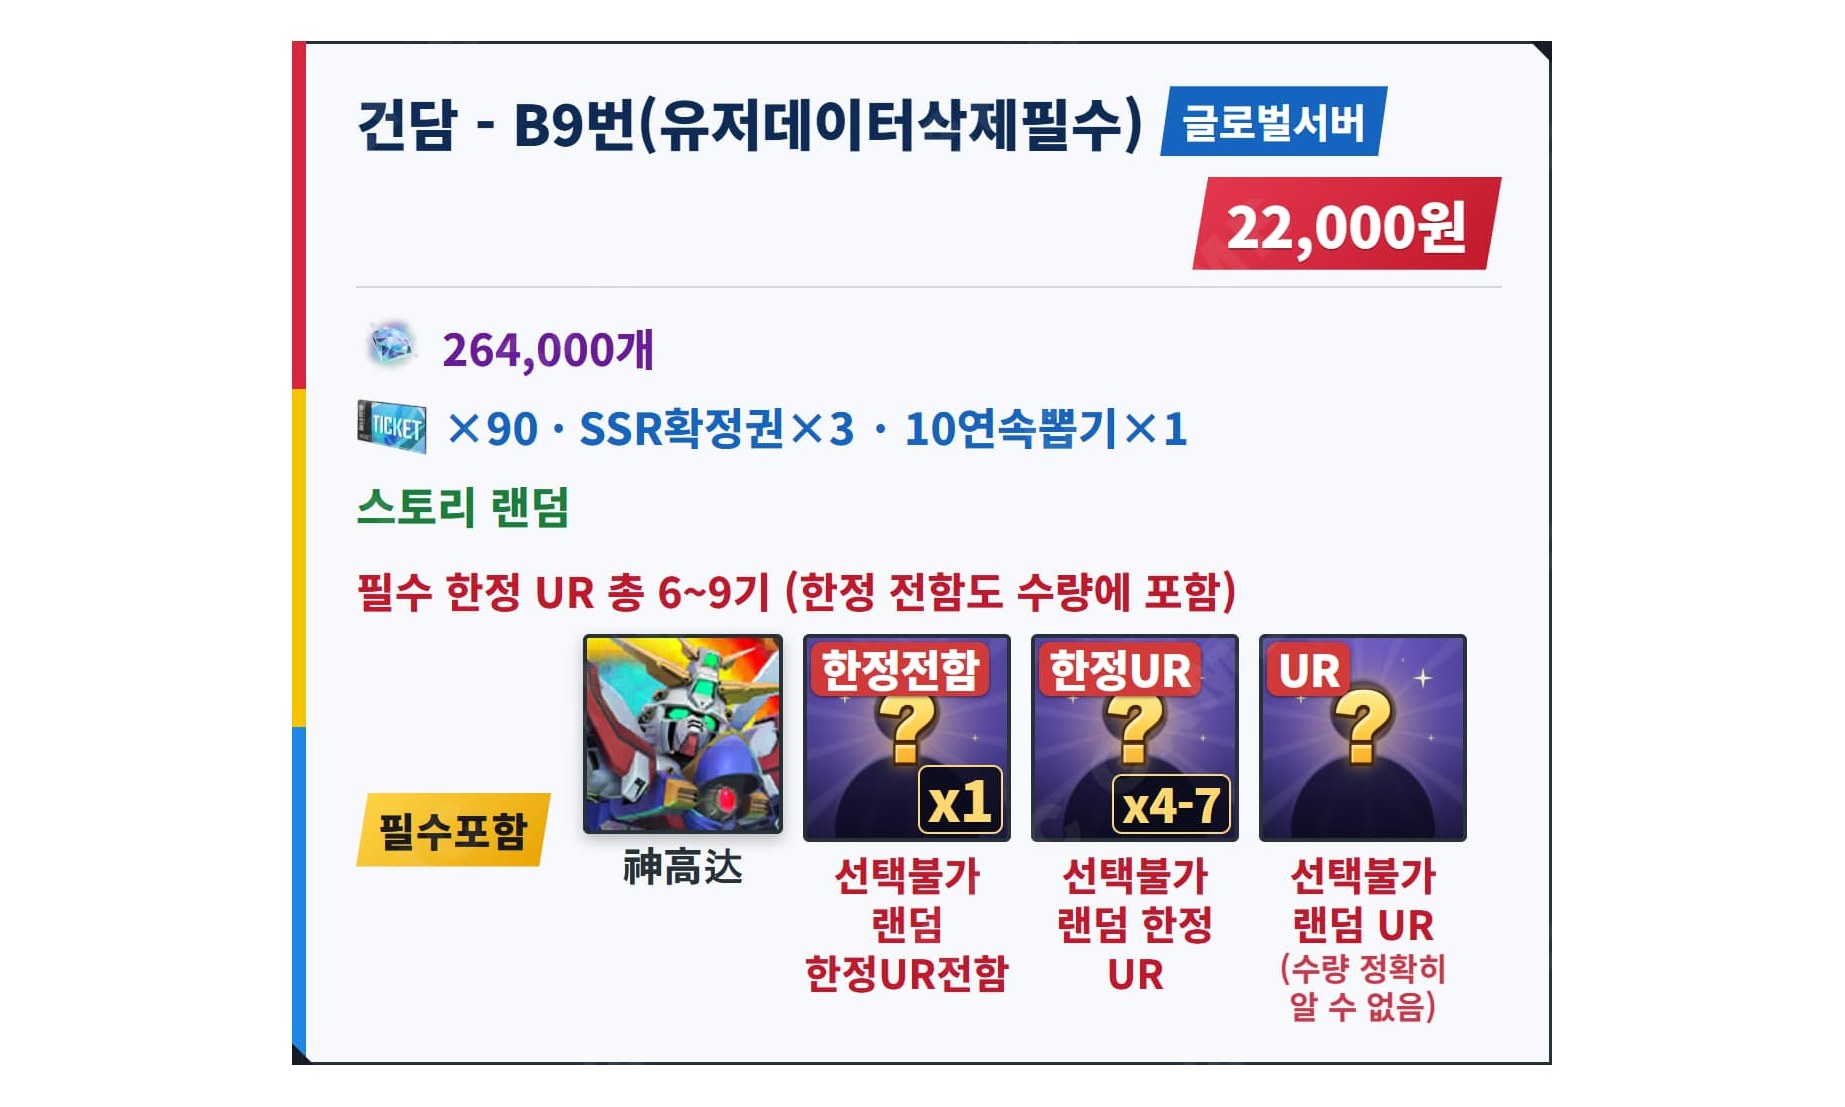 건담 - B9번(유저데이터삭제필수) 글로벌서버
22,000원
264,000개
TICKET ×90 · SSR확정권×3 · 10연속뽑기×1
스토리 랜덤
필수 한정 UR 총 6~9기 (한정 전함도 수량에 포함)
필수포함
神高达
한정전함
x1
선택불가
랜덤
한정UR전함
한정UR
x4-7
선택불가
랜덤 한정
UR
UR
선택불가
랜덤 UR
(수량 정확히
알 수 없음)